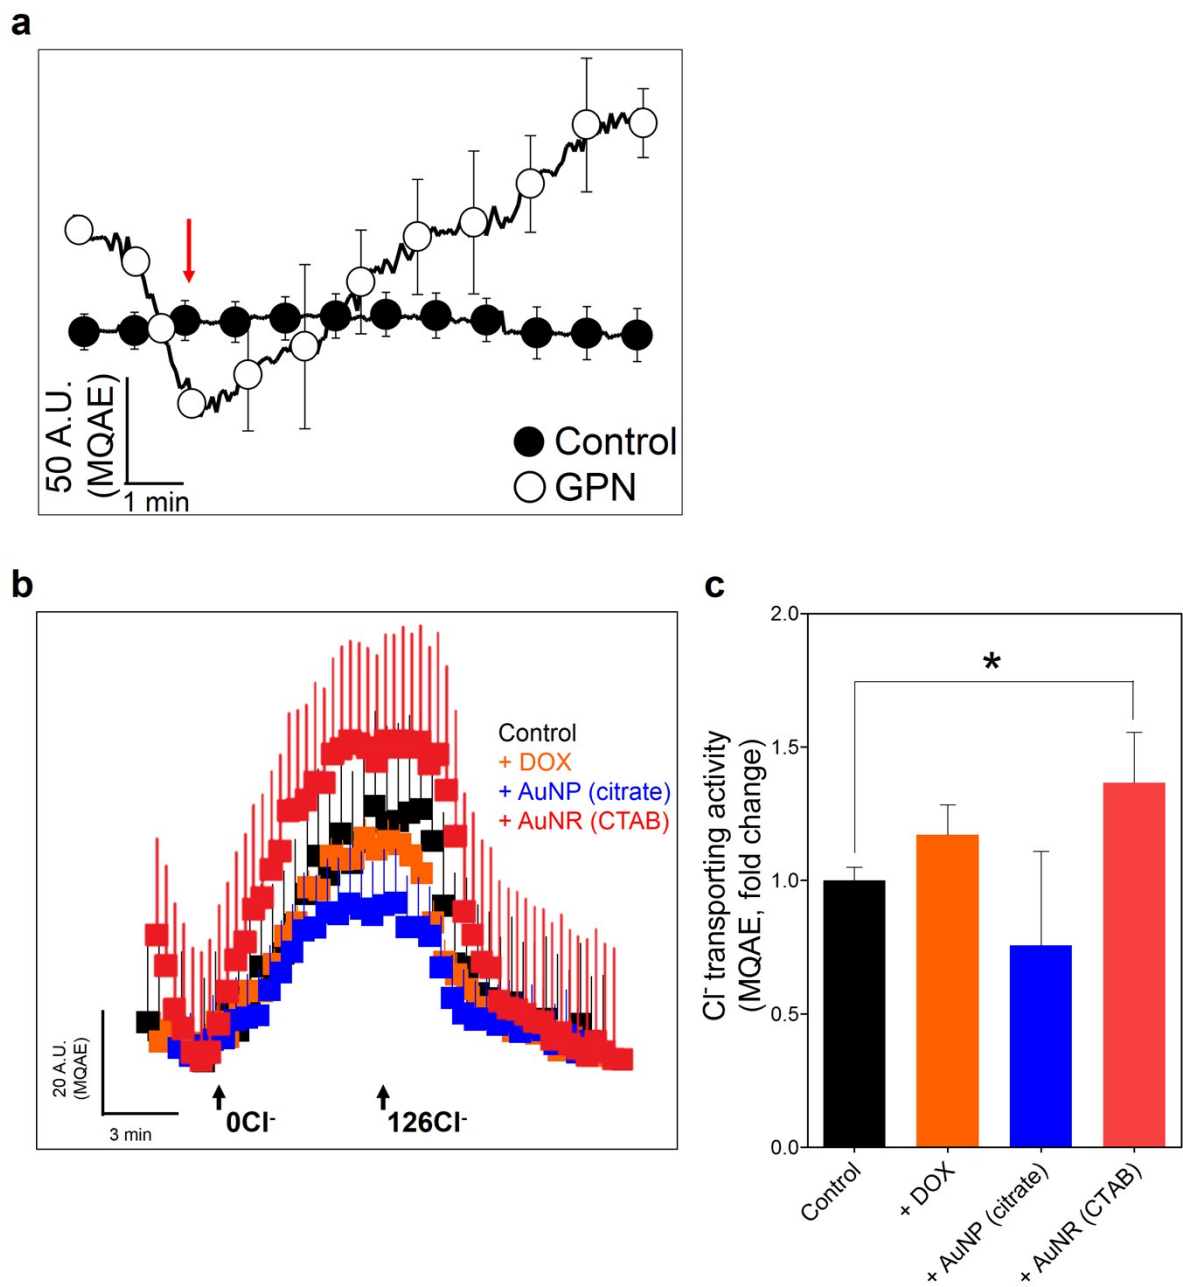 a
50 A.U.
(MQAE)
1 min
Control
GPN
b
Control
+ DOX
+ AuNP (citrate)
+ AuNR (CTAB)
20 A.U.
(MQAE)
3 min
0Cl-
126Cl-
c
Cl- transporting activity
(MQAE, fold change)
2.0
1.5
1.0
0.5
0.0
*
Control
+ DOX
+ AuNP (citrate)
+ AuNR (CTAB)